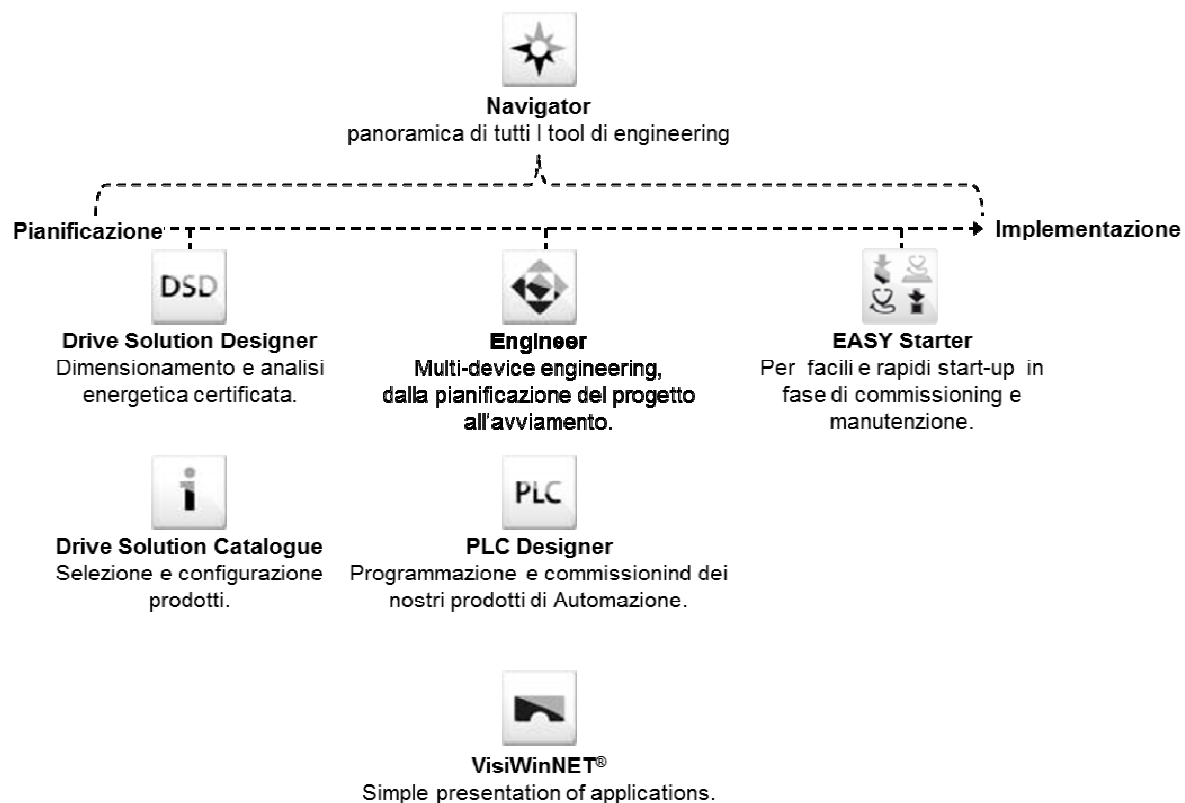 Navigator
panoramica di tutti I tool di engineering
Pianificazione
Implementazione
DSD
Drive Solution Designer
Dimensionamento e analisi
energetica certificata.
Engineer
Multi-device engineering,
dalla pianificazione del progetto
all'avviamento.
EASY Starter
Per facili e rapidi start-up in
fase di commissioning e
manutenzione.
i
Drive Solution Catalogue
Selezione e configurazione
prodotti.
PLC
PLC Designer
Programmazione e commissionind dei
nostri prodotti di Automazione.
VisiWinNET®
Simple presentation of applications.